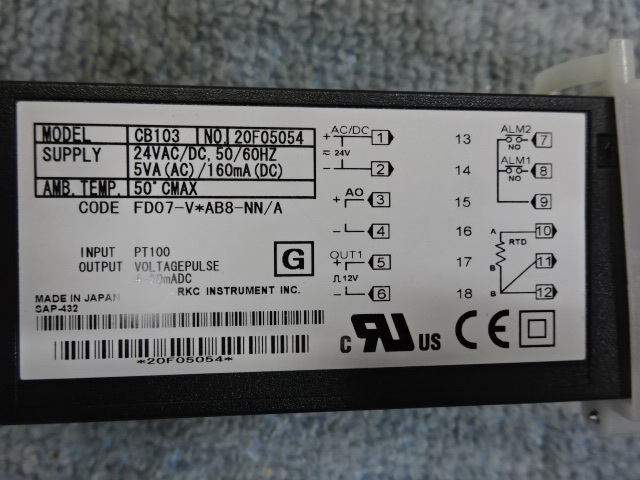 MODEL CB103 NO. 20F05054
SUPPLY 24VAC/DC, 50/60HZ
5VA(AC)/160mA(DC)
AMB.TEMP. 50°CMAX
CODE FD07-V*AB8-NN/A
INPUT PT100
OUTPUT VOLTAGEPULSE
mADC
G
RKC INSTRUMENT INC.
MADE IN JAPAN
SAP-432
*20F05054*
+ AC/DC 1
≂ 24V
- 2
AO
+ 3
- 4
OUT1
+ 5
12V
- 6
13
14
15
16
17
18
ALM2
NO 7
ALM1
NO 8
9
A 10
RTD
B 11
B 12
c RU US CE